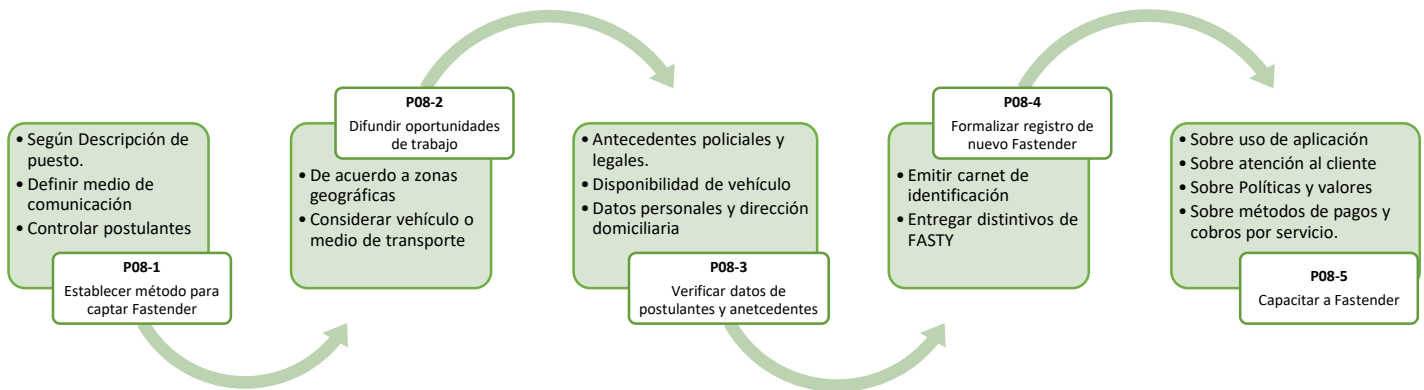 • Según Descripción de
puesto.
• Definir medio de
comunicación
• Controlar postulantes
P08-1
Establecer método para
captar Fastender
P08-2
Difundir oportunidades
de trabajo
• De acuerdo a zonas
geográficas
• Considerar vehículo o
medio de transporte
• Antecedentes policiales y
legales.
• Disponibilidad de vehículo
• Datos personales y dirección
domiciliaria
P08-3
Verificar datos de
postulantes y anetcedentes
P08-4
Formalizar registro de
nuevo Fastender
• Emitir carnet de
identificación
• Entregar distintivos de
FASTY
• Sobre uso de aplicación
• Sobre atención al cliente
• Sobre Políticas y valores
• Sobre métodos de pagos y
cobros por servicio.
P08-5
Capacitar a Fastender